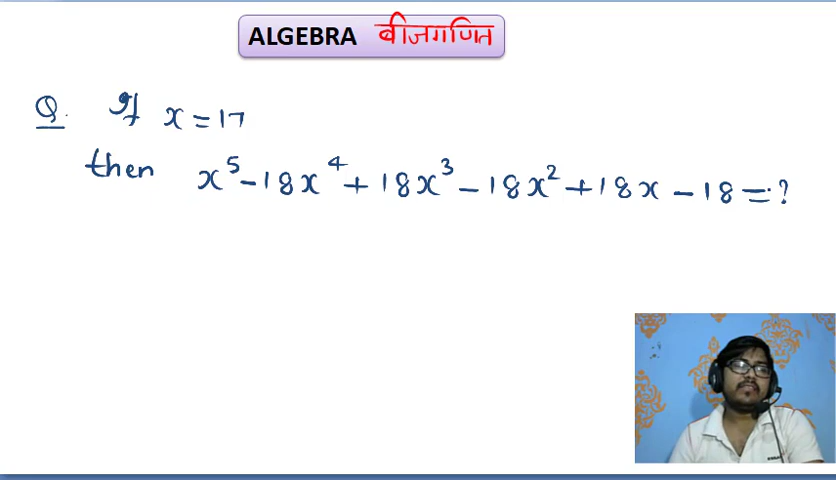 ALGEBRA बीजगणित
Q. If x = 17
then x⁵ - 18x⁴ + 18x³ - 18x² + 18x - 18 = ?